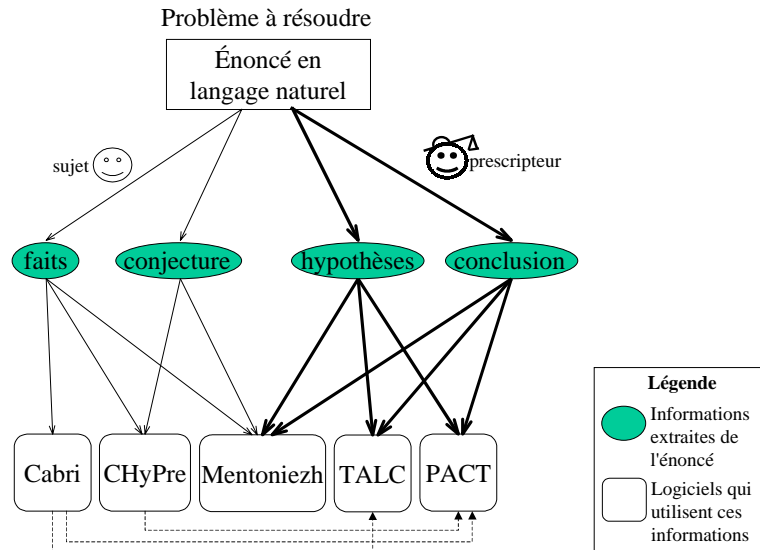 Problème à résoudre
Énoncé en
langage naturel
sujet
prescripteur
faits
conjecture
hypothèses
conclusion
Cabri
CHyPre
Mentoniezh
TALC
PACT
Légende
Informations
extraites de
l'énoncé
Logiciels qui
utilisent ces
informations